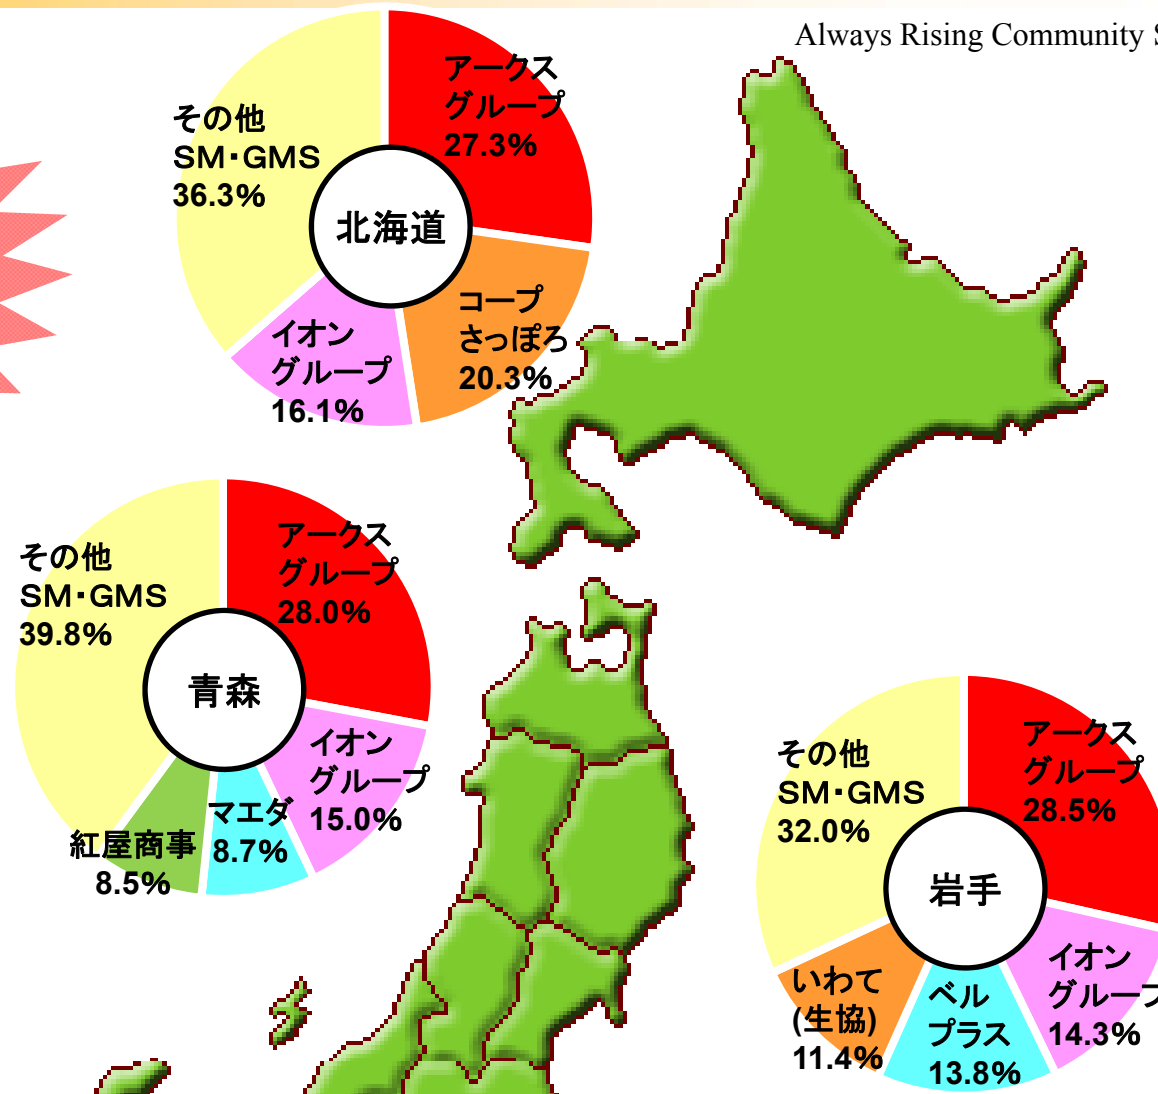 Always Rising Community
アークス
グループ
27.3%
コープ
さっぽろ
20.3%
イオン
グループ
16.1%
その他
SM・GMS
36.3%
北海道
アークス
グループ
28.0%
イオン
グループ
15.0%
マエダ
8.7%
紅屋商事
8.5%
その他
SM・GMS
39.8%
青森
アークス
グループ
28.5%
イオン
グループ
14.3%
ベル
プラス
13.8%
いわて
(生協)
11.4%
その他
SM・GMS
32.0%
岩手